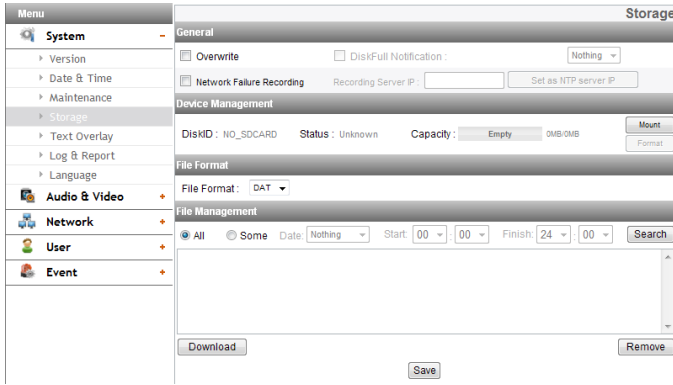 Menu
System -
Version
Date & Time
Maintenance
Storage
Text Overlay
Log & Report
Language
Audio & Video +
Network +
User +
Event +
Storage
General
Overwrite DiskFull Notification : Nothing
Network Failure Recording Recording Server IP : Set as NTP server IP
Device Management
DiskID : NO_SDCARD Status : Unknown Capacity : Empty 0MB/0MB Mount
Format
File Format
File Format : DAT
File Management
All Some Date: Nothing Start: 00 : 00 Finish: 24 : 00 Search
Download Remove
Save